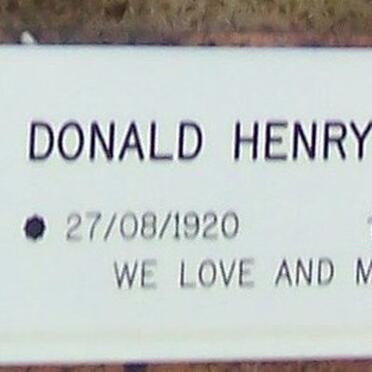 DONALD HENRY
27/08/1920
WE LOVE AND M